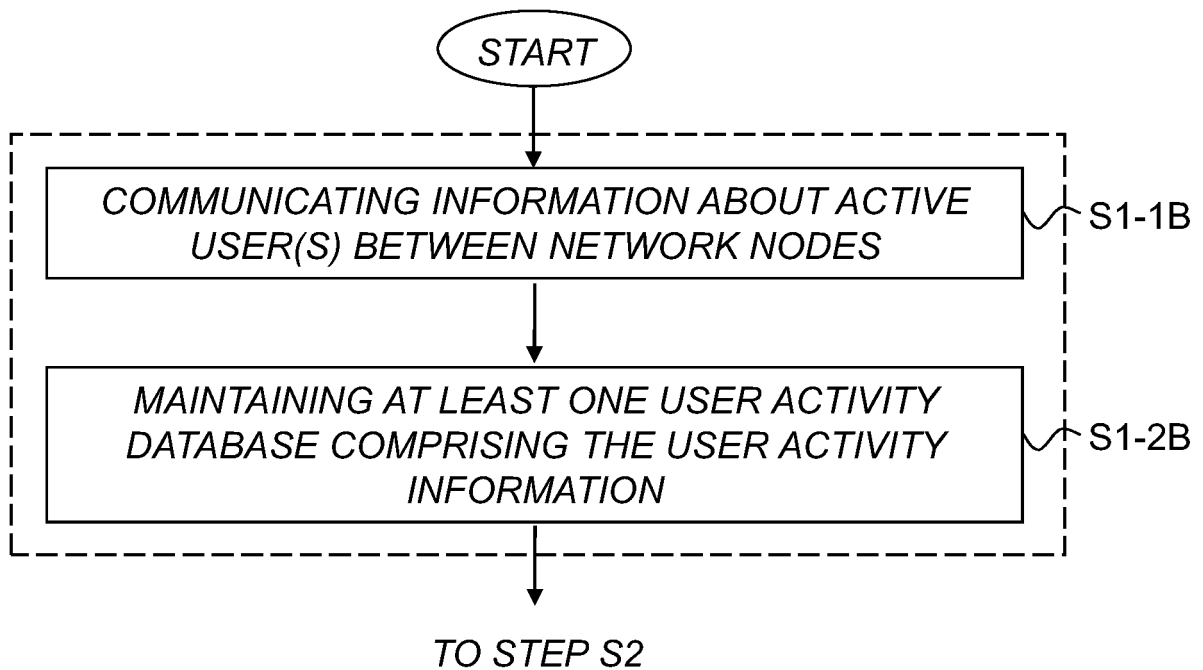 START
COMMUNICATING INFORMATION ABOUT ACTIVE
USER(S) BETWEEN NETWORK NODES
S1-1B
MAINTAINING AT LEAST ONE USER ACTIVITY
DATABASE COMPRISING THE USER ACTIVITY
INFORMATION
S1-2B
TO STEP S2